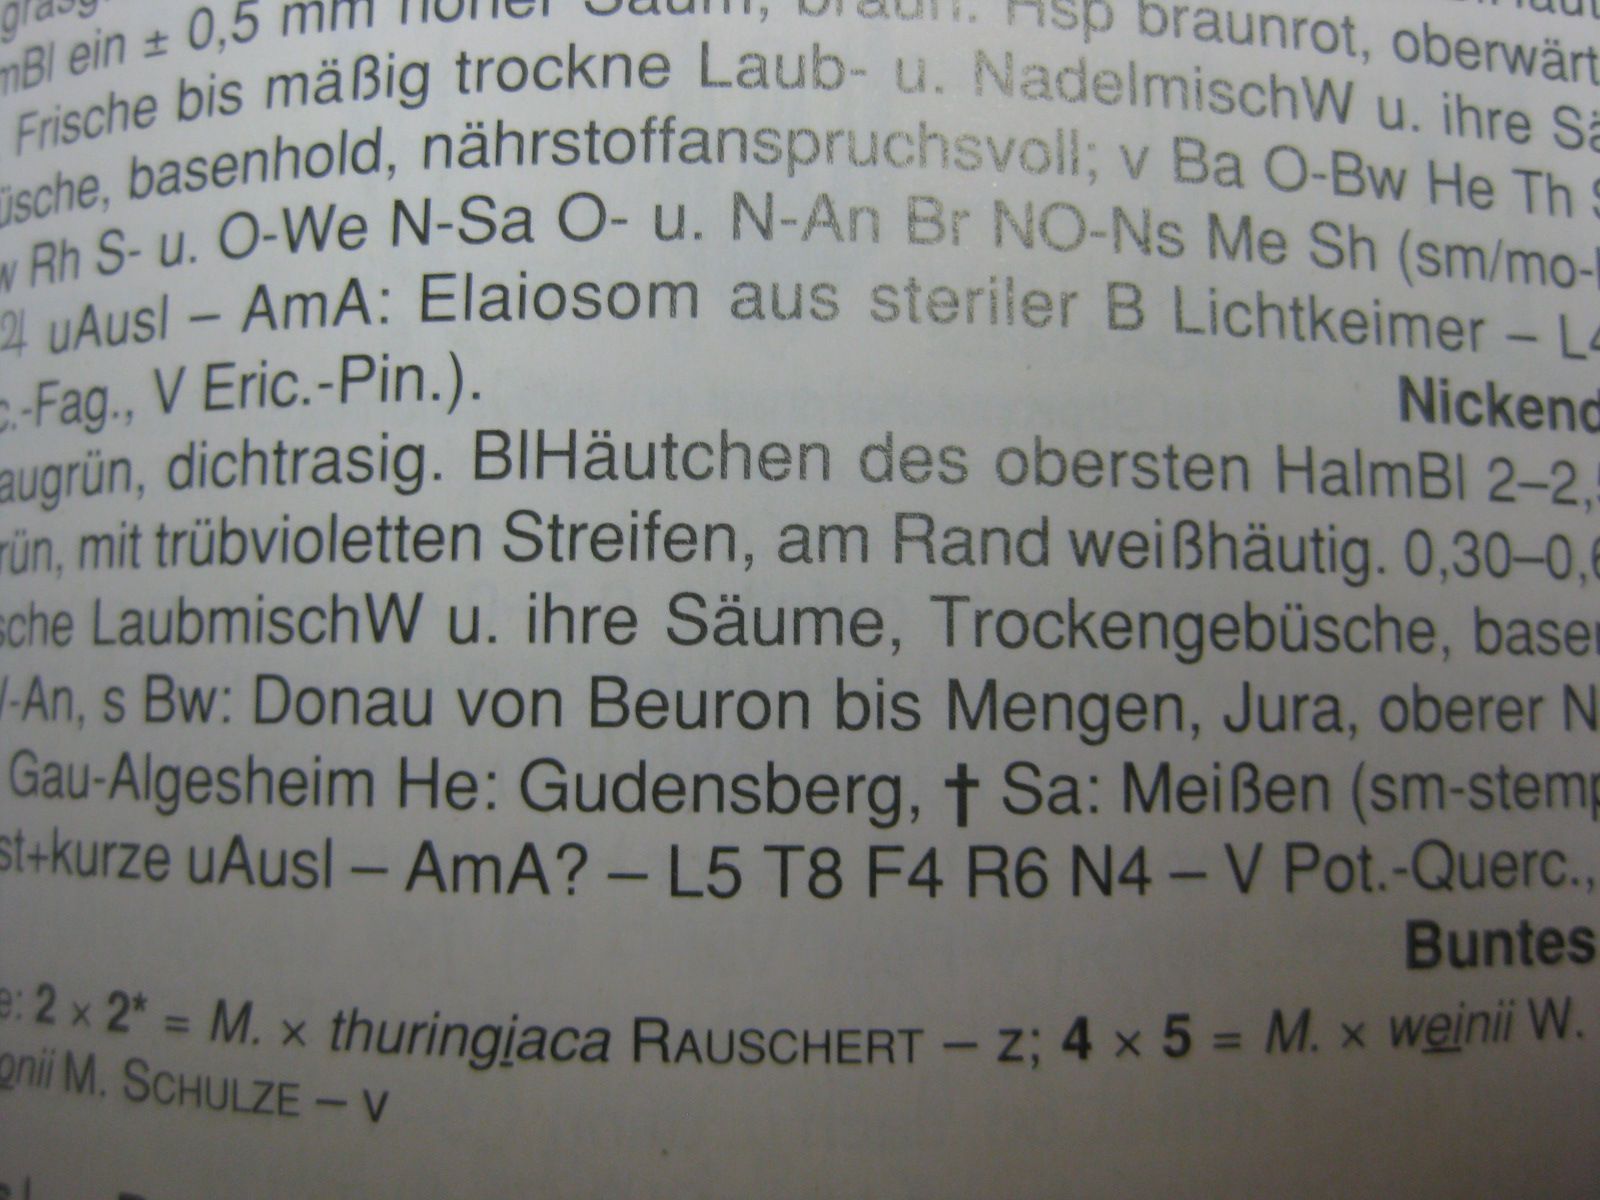 ein ± 0,5 mm hoher Saum, braun. Hsp braunrot, oberwärt
Frische bis mäßig trockne Laub- u. NadelmischW u. ihre Sä
üsche, basenhold, nährstoffanspruchsvoll; v Ba O-Bw He Th S
w Rh S- u. O-We N-Sa O- u. N-An Br NO-Ns Me Sh (sm/mo-
♃ uAusl – AmA: Elaiosom aus steriler B Lichtkeimer – L4
c.-Fag., V Eric.-Pin.).
Nickend
augrün, dichtrasig. BlHäutchen des obersten HalmBl 2–2,5
rün, mit trübvioletten Streifen, am Rand weißhäutig. 0,30–0,6
sche LaubmischW u. ihre Säume, Trockengebüsche, basen
-An, s Bw: Donau von Beuron bis Mengen, Jura, oberer N
Gau-Algesheim He: Gudensberg, † Sa: Meißen (sm-stemp
st+kurze uAusl – AmA? – L5 T8 F4 R6 N4 – V Pot.-Querc.,
Buntes
e: 2 × 2* = M. × thuringiaca RAUSCHERT – z; 4 × 5 = M. × weinii W.
onii M. SCHULZE – v